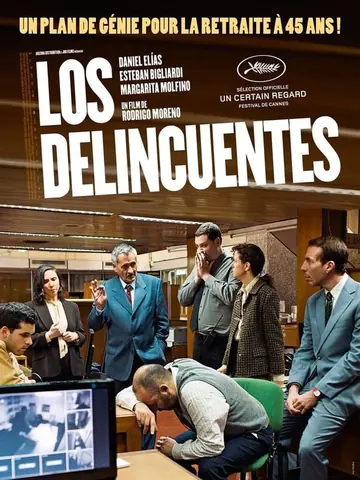 UN PLAN DE GÉNIE POUR LA RETRAITE À 45 ANS !
LOS
DELINCUENTES
DANIEL ELÍAS
ESTEBAN BIGLIARDI
MARGARITA MOLFINO
UN FILM DE
RODRIGO MORENO
SÉLECTION OFFICIELLE
UN CERTAIN REGARD
FESTIVAL DE CANNES